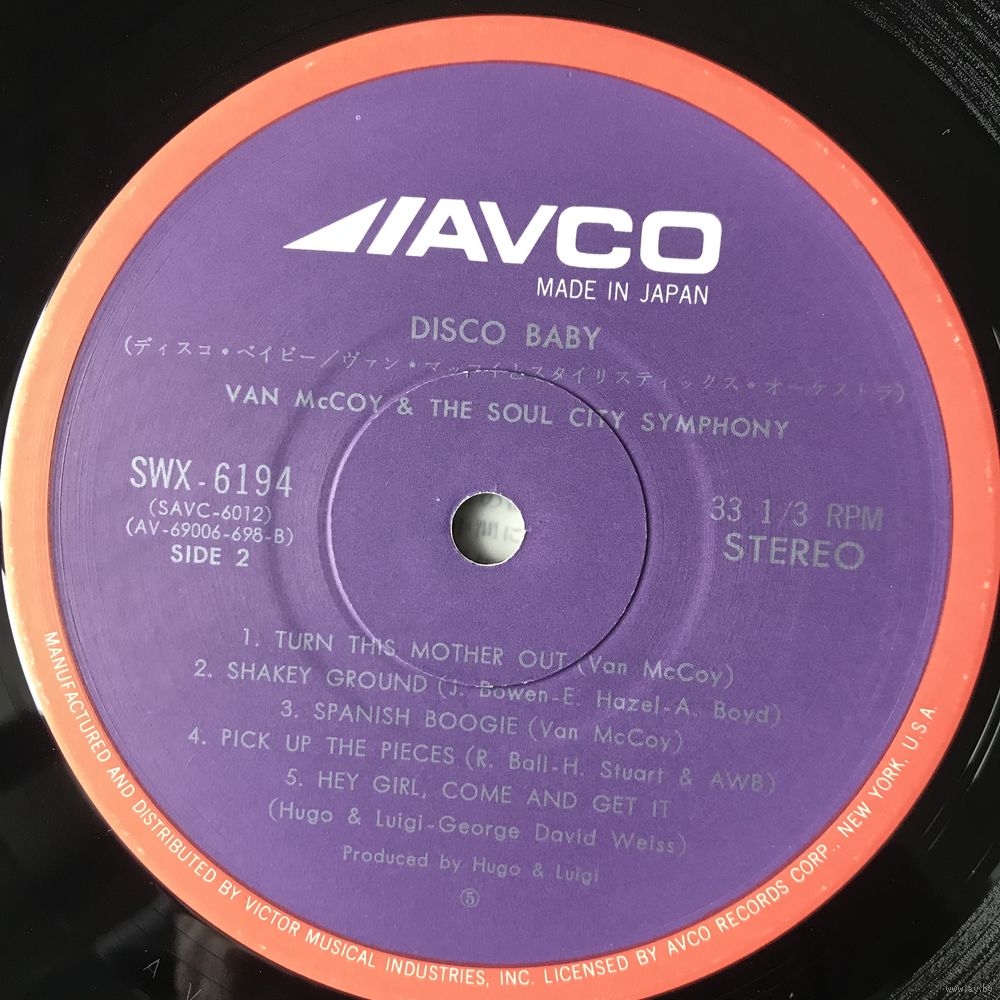 AVCO
MADE IN JAPAN
DISCO BABY
(ディスコ・ベイビー/ヴァン・マッコイとスタイリスティックス・オーケストラ)
VAN McCOY & THE SOUL CITY SYMPHONY
SWX-6194
(SAVC-6012)
(AV-69006-698-B)
SIDE 2
33 1/3 RPM
STEREO
1. TURN THIS MOTHER OUT (Van McCoy)
2. SHAKEY GROUND (J. Bowen-E. Hazel-A. Boyd)
3. SPANISH BOOGIE (Van McCoy)
4. PICK UP THE PIECES (R. Ball-H. Stuart & AWB)
5. HEY GIRL, COME AND GET IT
(Hugo & Luigi-George David Weiss)
Produced by Hugo & Luigi
⑤
MANUFACTURED AND DISTRIBUTED BY VICTOR MUSICAL INDUSTRIES, INC. LICENSED BY AVCO RECORDS CORP., NEW YORK, U.S.A.
www.av.by